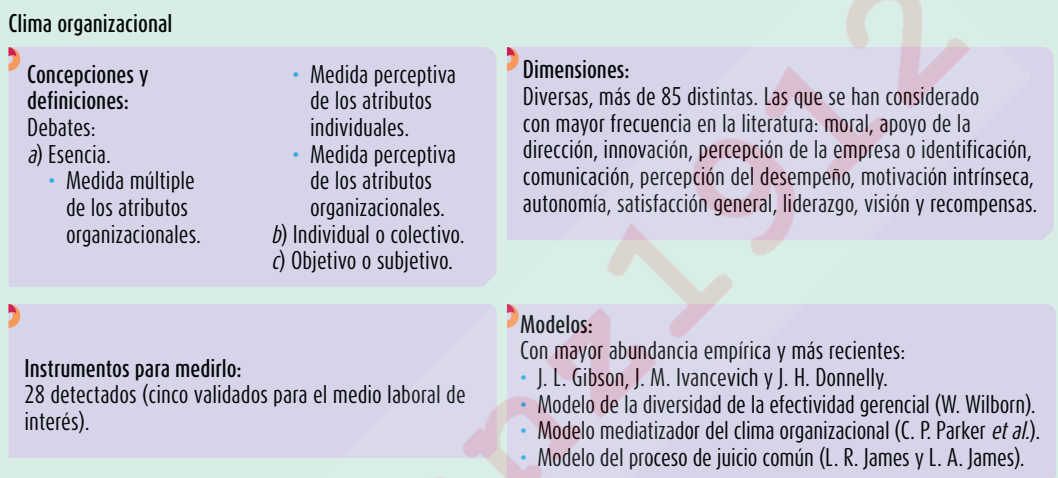 Clima organizacional
Concepciones y
definiciones:
Debates:
a) Esencia.
• Medida múltiple
de los atributos
organizacionales.
• Medida perceptiva
de los atributos
individuales.
• Medida perceptiva
de los atributos
organizacionales.
b) Individual o colectivo.
c) Objetivo o subjetivo.
Dimensiones:
Diversas, más de 85 distintas. Las que se han considerado
con mayor frecuencia en la literatura: moral, apoyo de la
dirección, innovación, percepción de la empresa o identificación,
comunicación, percepción del desempeño, motivación intrínseca,
autonomía, satisfacción general, liderazgo, visión y recompensas.
Instrumentos para medirlo:
28 detectados (cinco validados para el medio laboral de
interés).
Modelos:
Con mayor abundancia empírica y más recientes:
• J. L. Gibson, J. M. Ivancevich y J. H. Donnelly.
• Modelo de la diversidad de la efectividad gerencial (W. Wilborn).
• Modelo mediatizador del clima organizacional (C. P. Parker et al.).
• Modelo del proceso de juicio común (L. R. James y L. A. James).